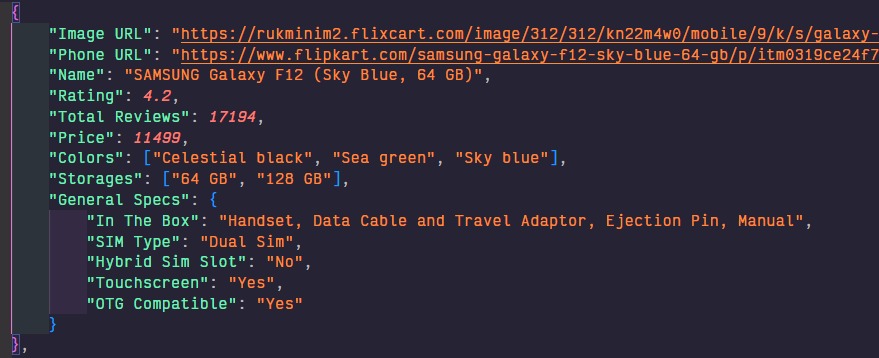 {
"Image URL": "https://rukminim2.flixcart.com/image/312/312/kn22m4w0/mobile/9/k/s/galaxy-
"Phone URL": "https://www.flipkart.com/samsung-galaxy-f12-sky-blue-64-gb/p/itm0319ce24f7
"Name": "SAMSUNG Galaxy F12 (Sky Blue, 64 GB)",
"Rating": 4.2,
"Total Reviews": 17194,
"Price": 11499,
"Colors": ["Celestial black", "Sea green", "Sky blue"],
"Storages": ["64 GB", "128 GB"],
"General Specs": {
"In The Box": "Handset, Data Cable and Travel Adaptor, Ejection Pin, Manual",
"SIM Type": "Dual Sim",
"Hybrid Sim Slot": "No",
"Touchscreen": "Yes",
"OTG Compatible": "Yes"
}
},